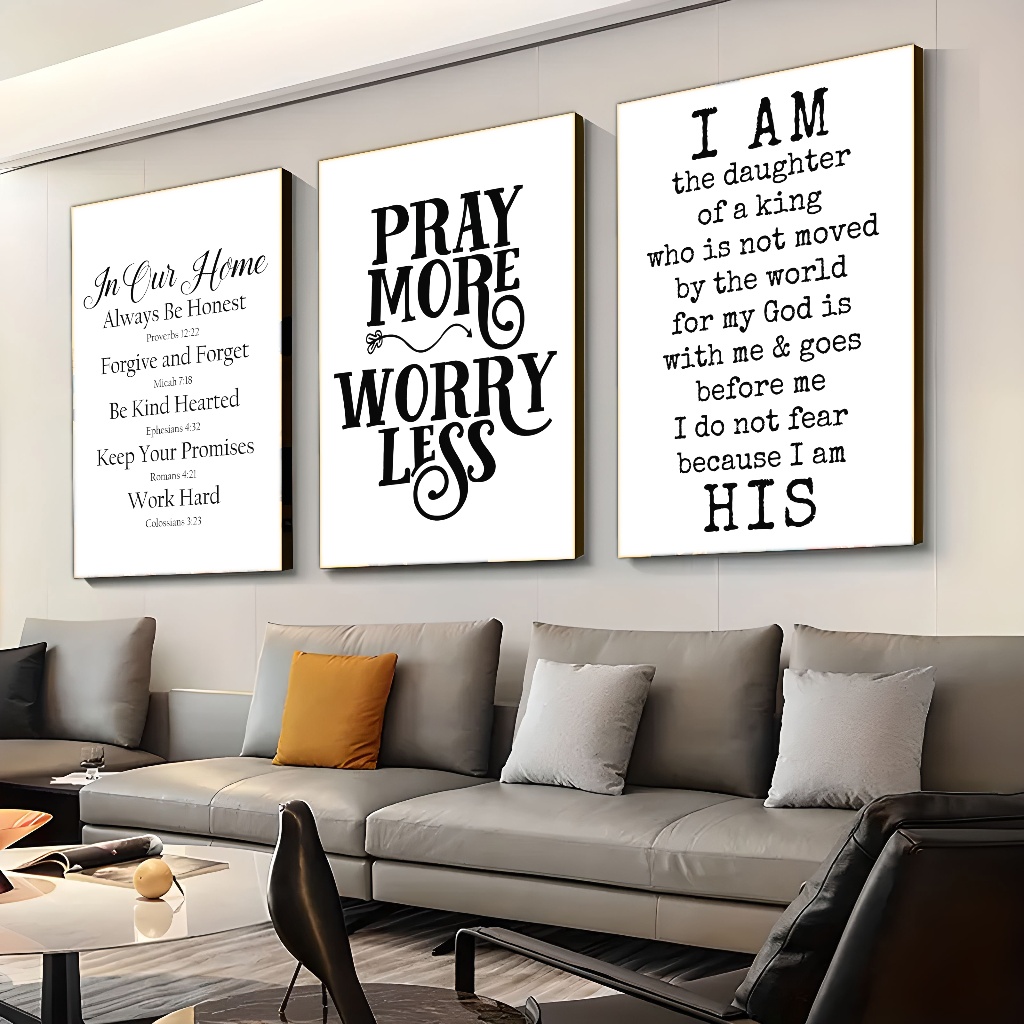 In Our Home
Always Be Honest
Proverbs 12:22
Forgive and Forget
Micah 7:18
Be Kind Hearted
Ephesians 4:32
Keep Your Promises
Romans 4:21
Work Hard
Colossians 3:23
PRAY
MORE
WORRY
LESS
I AM
the daughter
of a king
who is not moved
by the world
for my God is
with me & goes
before me
I do not fear
because I am
HIS